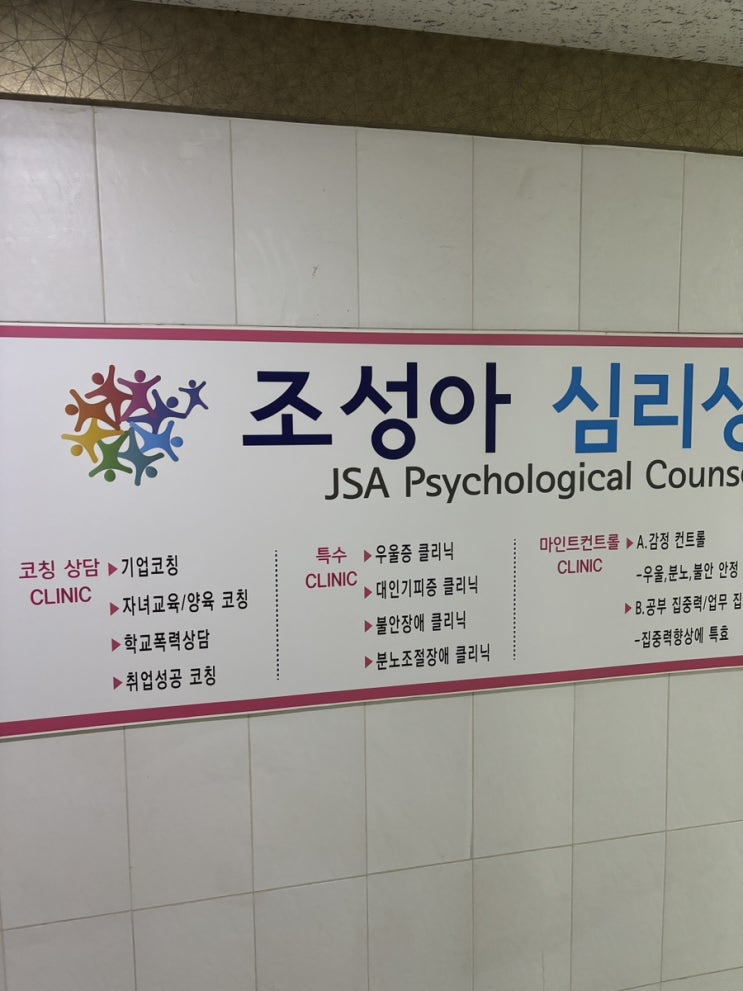 조성아 심리
JSA Psychological
코칭 상담
CLINIC
▶기업코칭
▶자녀교육/양육 코칭
▶학교폭력상담
▶취업성공 코칭
특수
CLINIC
▶우울증 클리닉
▶대인기피증 클리닉
▶불안장애 클리닉
▶분노조절장애 클리닉
마인트컨트롤
CLINIC
▶A.감정 컨트롤
-우울,분노,불안 안정
▶B.공부 집중력/업무 집
-집중력향상에 특효